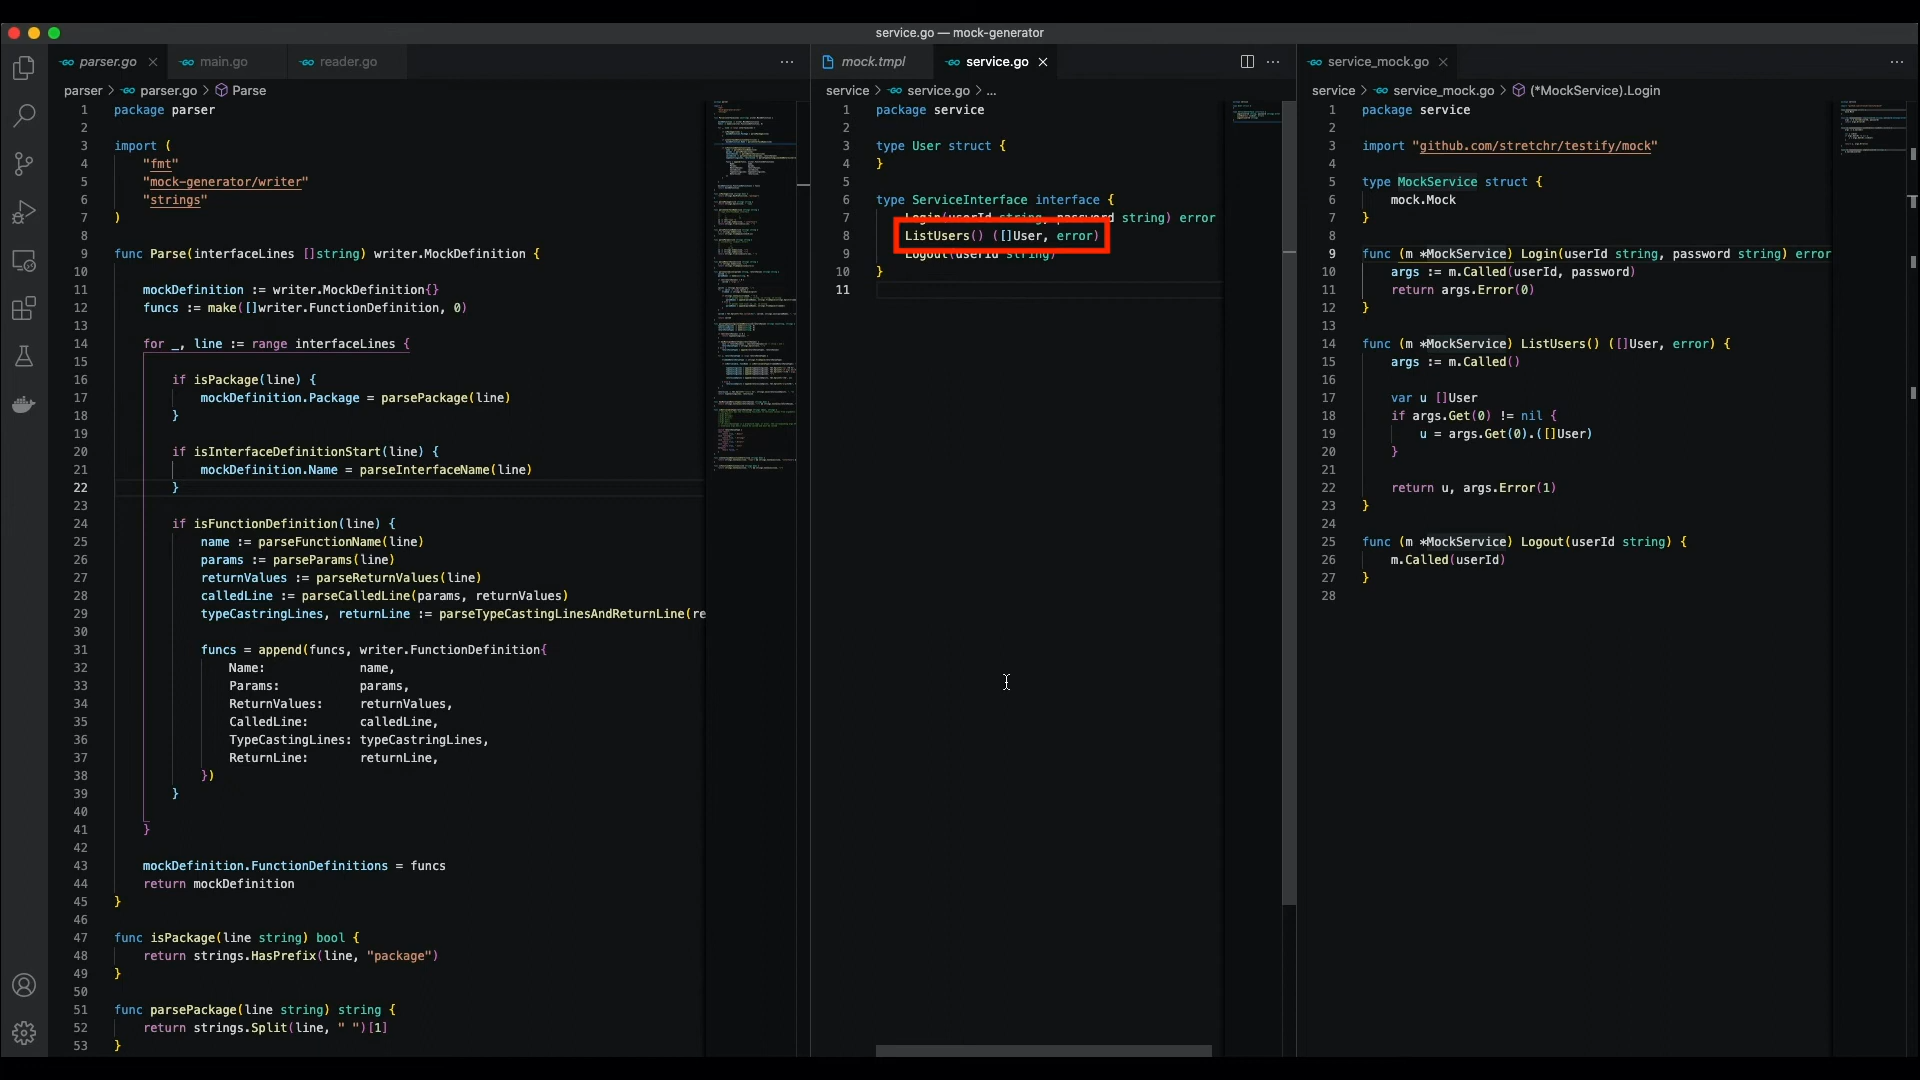 service.go — mock-generator
parser.go
main.go
reader.go
mock.tmpl
service.go
service_mock.go
parser > parser.go > Parse
1 package parser
2
3 import (
4 "fmt"
5 "mock-generator/writer"
6 "strings"
7 )
8
9 func Parse(interfaceLines []string) writer.MockDefinition {
10
11 mockDefinition := writer.MockDefinition{}
12 funcs := make([]writer.FunctionDefinition, 0)
13
14 for _, line := range interfaceLines {
15
16 if isPackage(line) {
17 mockDefinition.Package = parsePackage(line)
18 }
19
20 if isInterfaceDefinitionStart(line) {
21 mockDefinition.Name = parseInterfaceName(line)
22 }
23
24 if isFunctionDefinition(line) {
25 name := parseFunctionName(line)
26 params := parseParams(line)
27 returnValues := parseReturnValues(line)
28 calledLine := parseCalledLine(params, returnValues)
29 typeCastringLines, returnLine := parseTypeCastingLinesAndReturnLine(re
30
31 funcs = append(funcs, writer.FunctionDefinition{
32 Name: name,
33 Params: params,
34 ReturnValues: returnValues,
35 CalledLine: calledLine,
36 TypeCastingLines: typeCastringLines,
37 ReturnLine: returnLine,
38 })
39 }
40
41 }
42
43 mockDefinition.FunctionDefinitions = funcs
44 return mockDefinition
45 }
46
47 func isPackage(line string) bool {
48 return strings.HasPrefix(line, "package")
49 }
50
51 func parsePackage(line string) string {
52 return strings.Split(line, " ")[1]
53 }
service > service.go > ...
1 package service
2
3 type User struct {
4 }
5
6 type ServiceInterface interface {
7 Login(userId string, password string) error
8 ListUsers() ([]User, error)
9 Logout(userId string)
10 }
11
service > service_mock.go > (*MockService).Login
1 package service
2
3 import "github.com/stretchr/testify/mock"
4
5 type MockService struct {
6 mock.Mock
7 }
8
9 func (m *MockService) Login(userId string, password string) error
10 args := m.Called(userId, password)
11 return args.Error(0)
12 }
13
14 func (m *MockService) ListUsers() ([]User, error) {
15 args := m.Called()
16
17 var u []User
18 if args.Get(0) != nil {
19 u = args.Get(0).([]User)
20 }
21
22 return u, args.Error(1)
23 }
24
25 func (m *MockService) Logout(userId string) {
26 m.Called(userId)
27 }
28